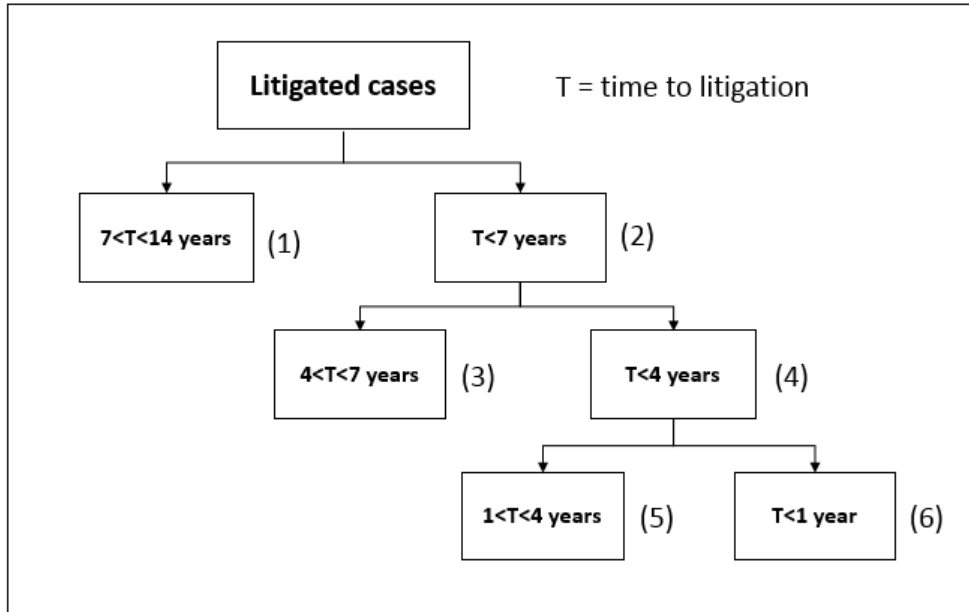 Litigated cases
T = time to litigation
7<T<14 years
(1)
T<7 years
(2)
4<T<7 years
(3)
T<4 years
(4)
1<T<4 years
(5)
T<1 year
(6)